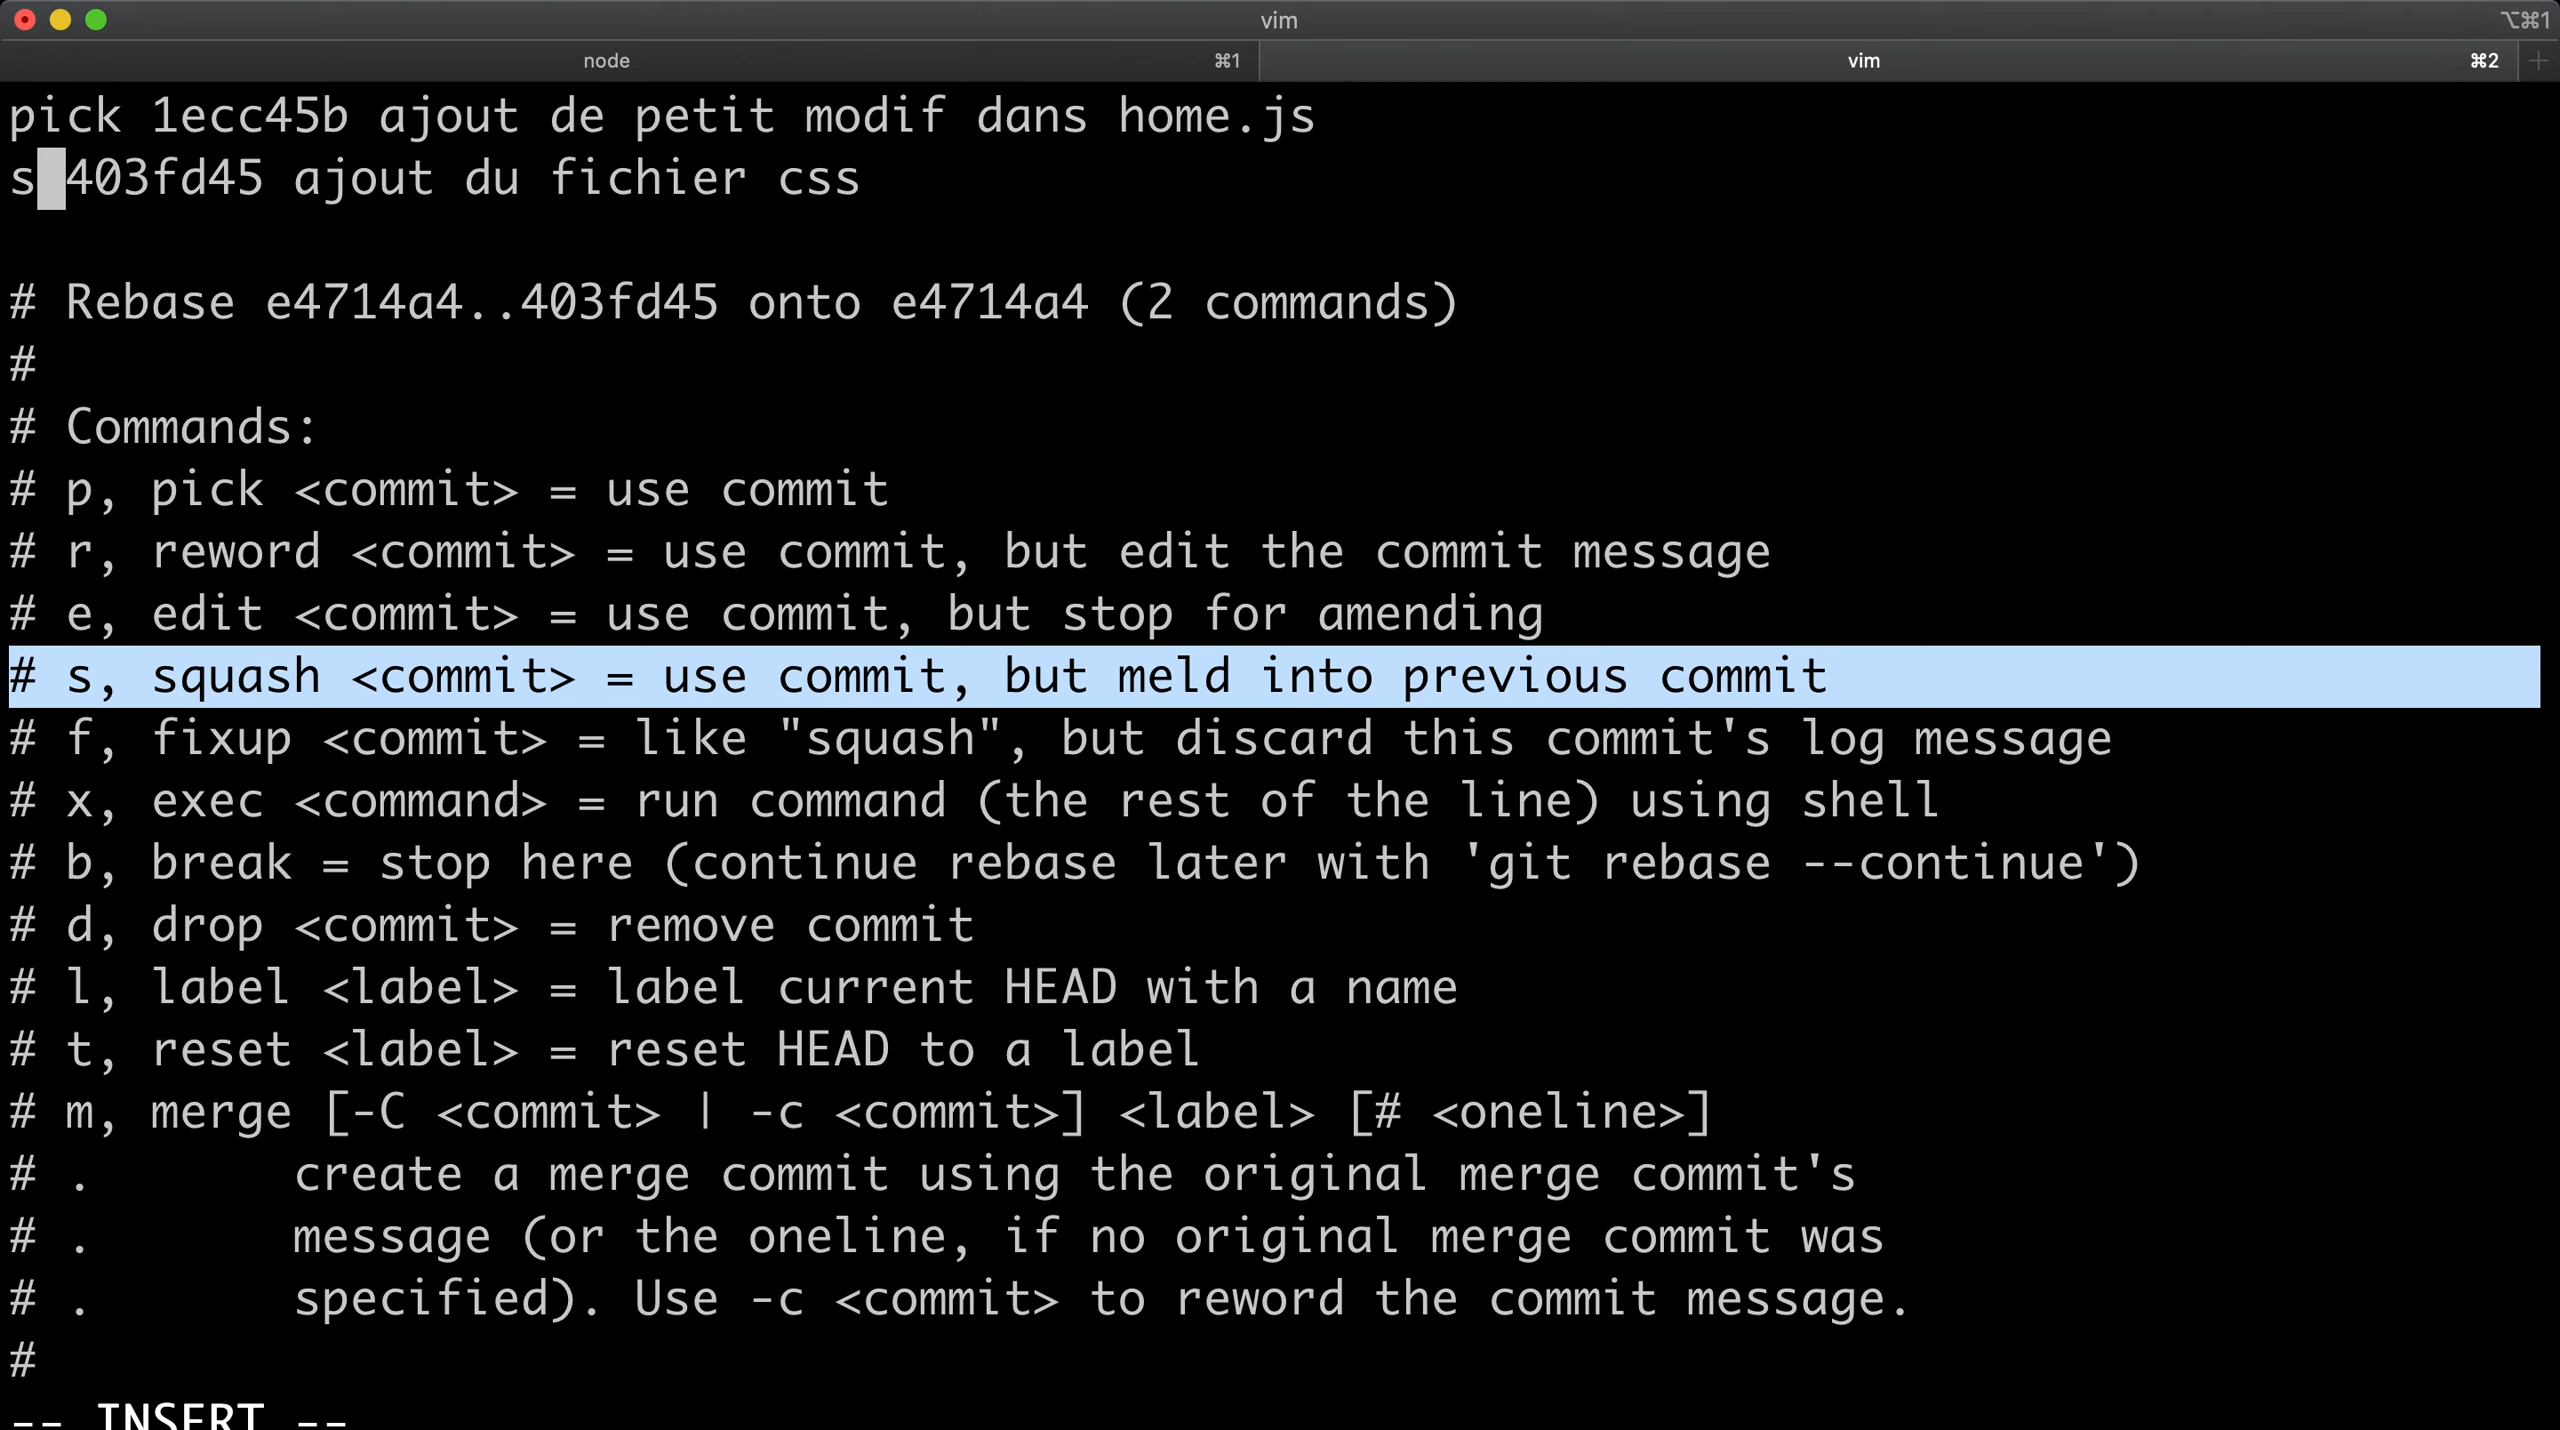 vim
⌥⌘1
node ⌘1 vim ⌘2 +
pick 1ecc45b ajout de petit modif dans home.js
s 403fd45 ajout du fichier css
# Rebase e4714a4..403fd45 onto e4714a4 (2 commands)
#
# Commands:
# p, pick <commit> = use commit
# r, reword <commit> = use commit, but edit the commit message
# e, edit <commit> = use commit, but stop for amending
# s, squash <commit> = use commit, but meld into previous commit
# f, fixup <commit> = like "squash", but discard this commit's log message
# x, exec <command> = run command (the rest of the line) using shell
# b, break = stop here (continue rebase later with 'git rebase --continue')
# d, drop <commit> = remove commit
# l, label <label> = label current HEAD with a name
# t, reset <label> = reset HEAD to a label
# m, merge [-C <commit> | -c <commit>] <label> [# <oneline>]
# .       create a merge commit using the original merge commit's
# .       message (or the oneline, if no original merge commit was
# .       specified). Use -c <commit> to reword the commit message.
#
-- INSERT --